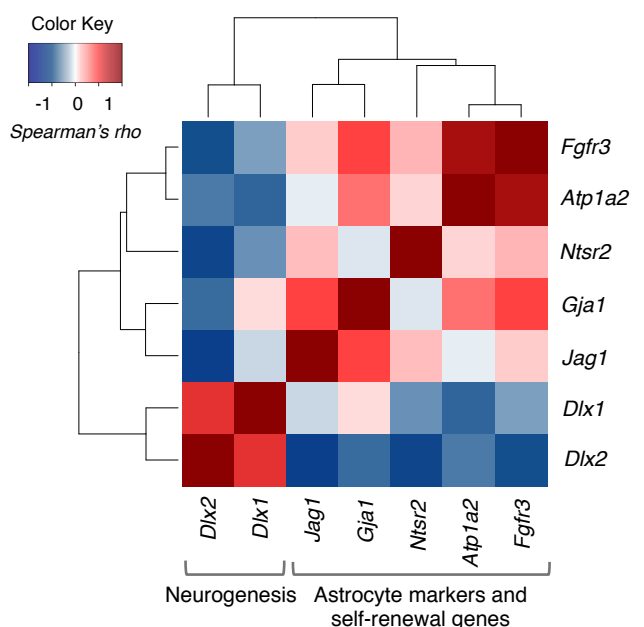 Color Key
-1 0 1
Spearman's rho
Fgfr3
Atp1a2
Ntsr2
Gja1
Jag1
Dlx1
Dlx2
Dlx2 Dlx1 Jag1 Gja1 Ntsr2 Atp1a2 Fgfr3
Neurogenesis Astrocyte markers and
self-renewal genes